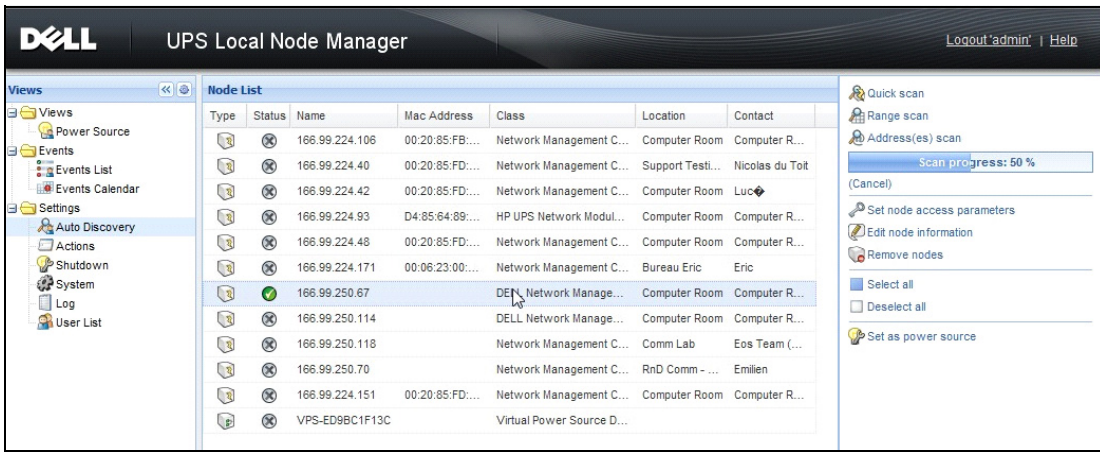 DELL UPS Local Node Manager Logout 'admin' | Help
Views
Views
Power Source
Events
Events List
Events Calendar
Settings
Auto Discovery
Actions
Shutdown
System
Log
User List
Node List
Type Status Name Mac Address Class Location Contact
166.99.224.106 00:20:85:FB:... Network Management C... Computer Room Computer R...
166.99.224.40 00:20:85:FD:... Network Management C... Support Testi... Nicolas du Toit
166.99.224.42 00:20:85:FD:... Network Management C... Computer Room Luc�
166.99.224.93 D4:85:64:89:... HP UPS Network Modul... Computer Room Computer R...
166.99.224.48 00:20:85:FD:... Network Management C... Computer Room Computer R...
166.99.224.171 00:06:23:00:... Network Management C... Bureau Eric Eric
166.99.250.67 DELL Network Manage... Computer Room Computer R...
166.99.250.114 DELL Network Manage... Computer Room Computer R...
166.99.250.118 Network Management C... Comm Lab Eos Team (...
166.99.250.70 Network Management C... RnD Comm - ... Emilien
166.99.224.151 00:20:85:FD:... Network Management C... Computer Room Computer R...
VPS-ED9BC1F13C Virtual Power Source D...
Quick scan
Range scan
Address(es) scan
Scan progress: 50 %
(Cancel)
Set node access parameters
Edit node information
Remove nodes
Select all
Deselect all
Set as power source